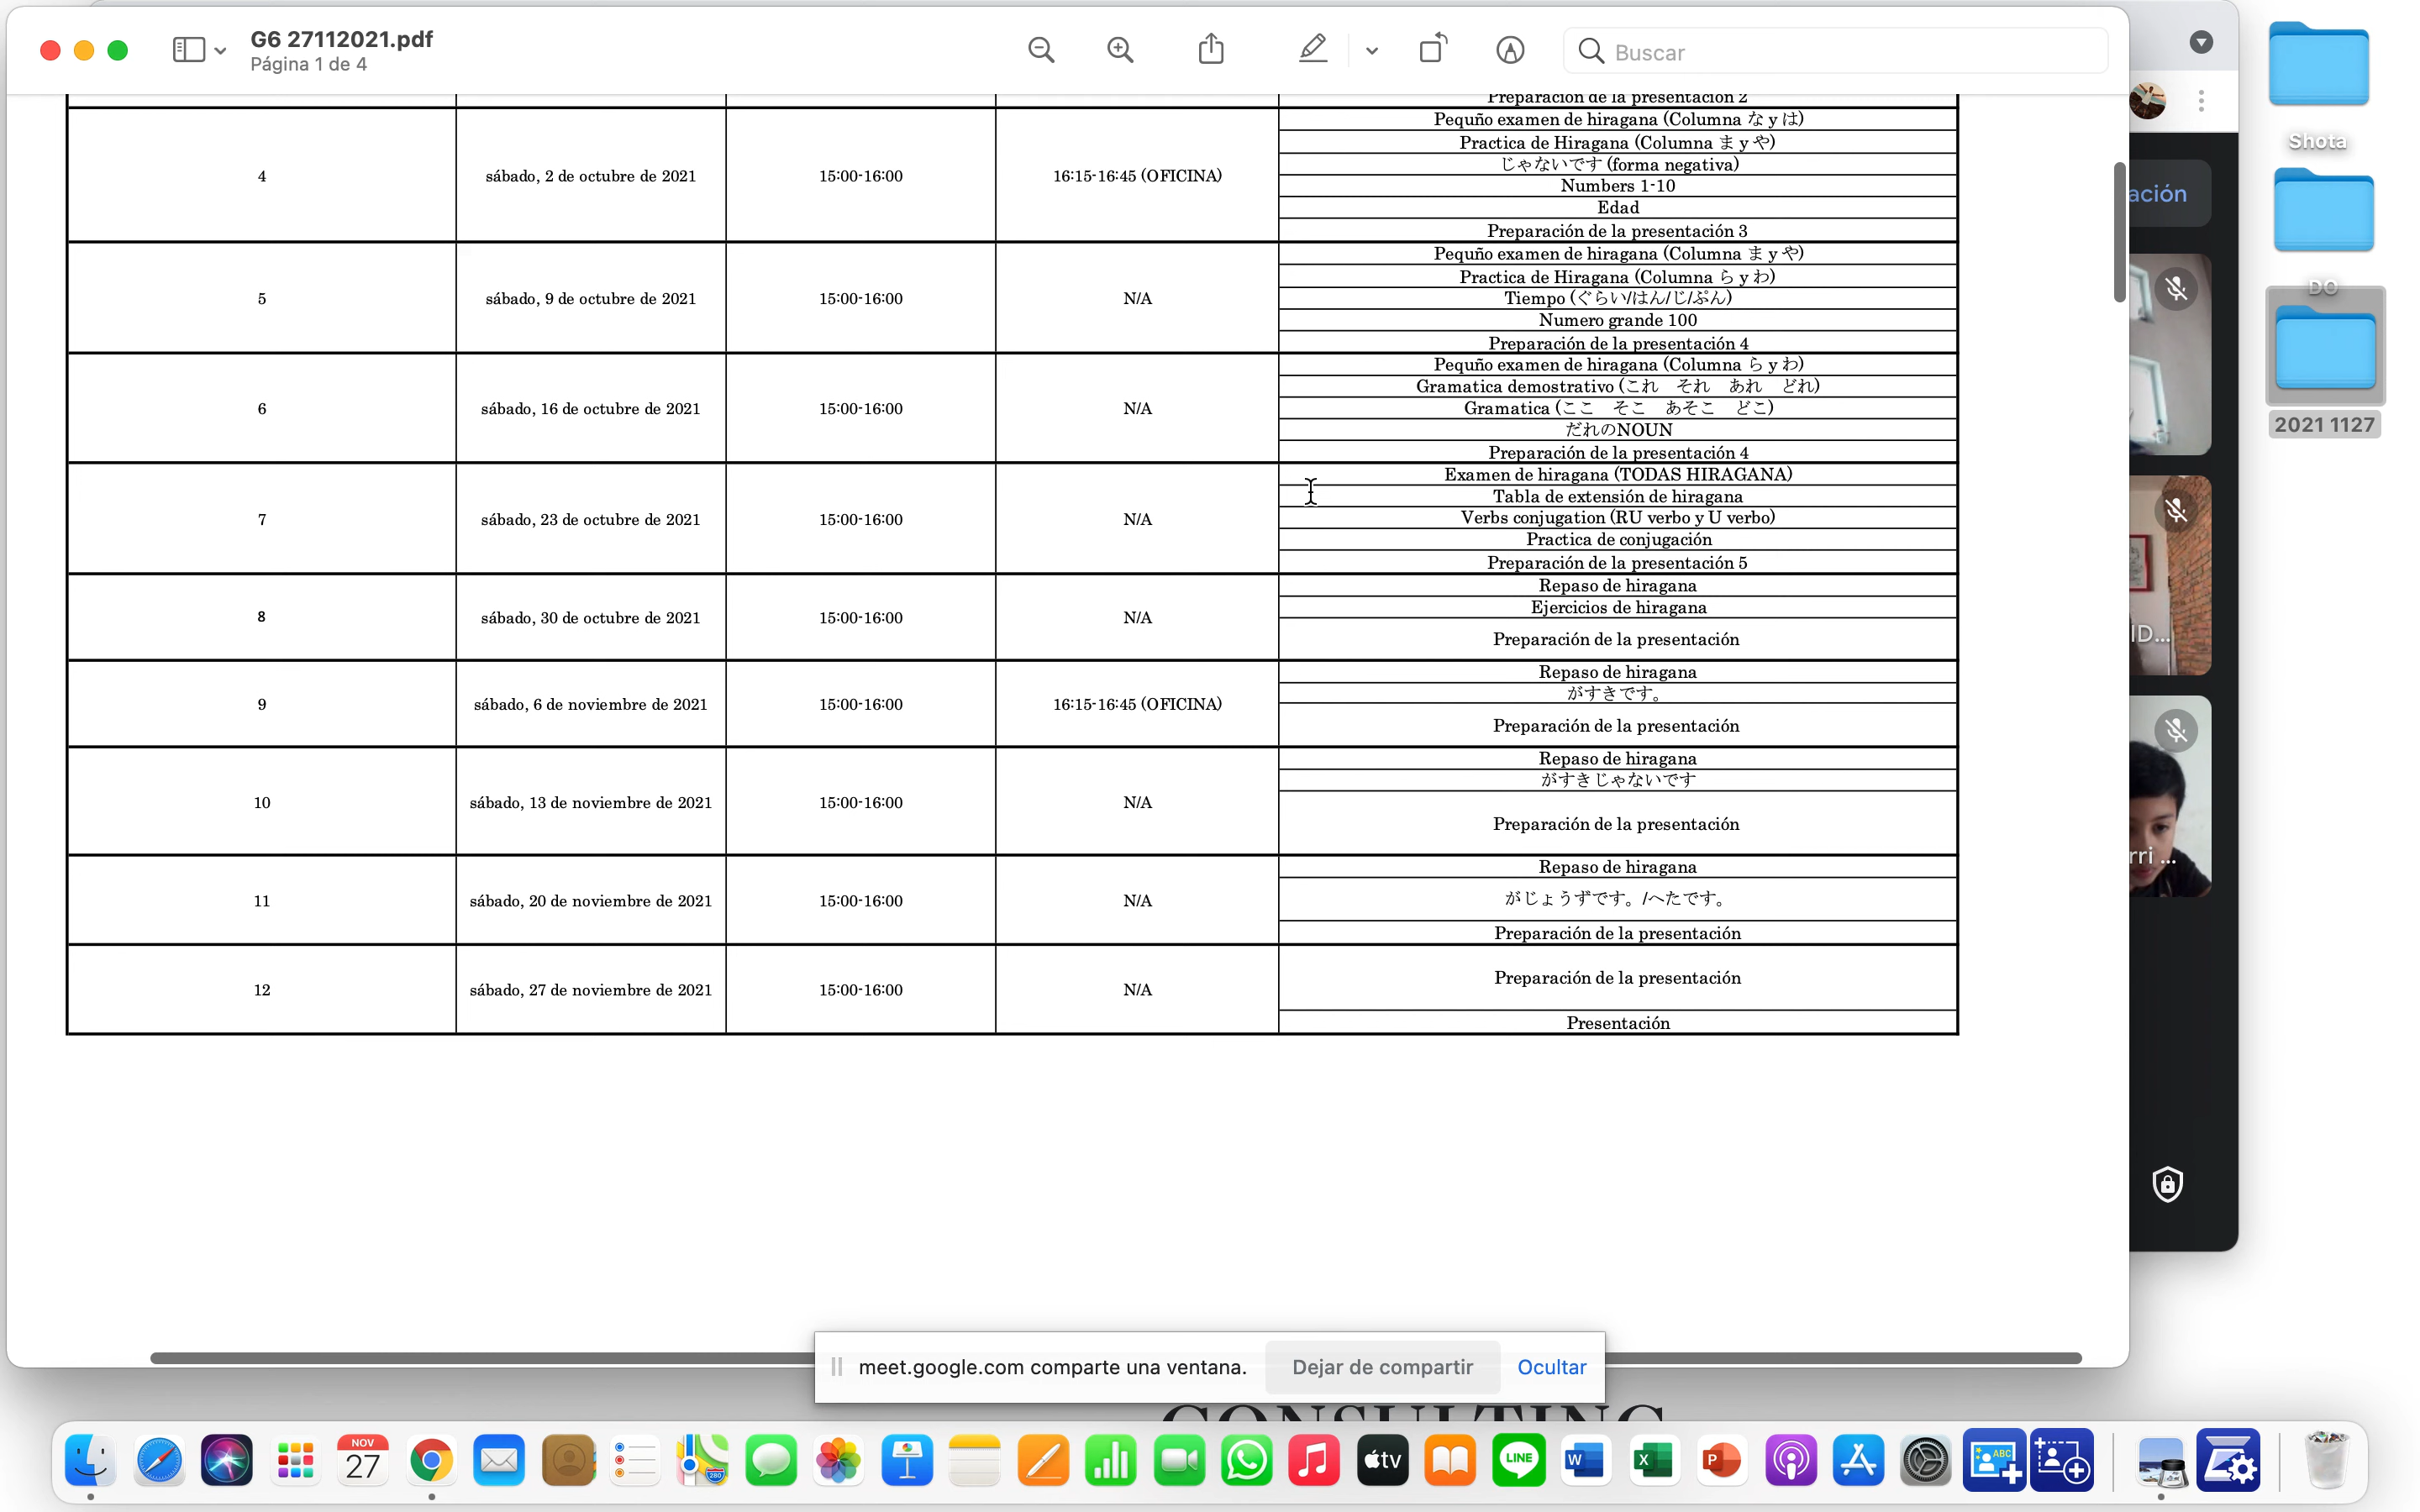 G6 27112021.pdf
Página 1 de 4
Buscar
Preparación de la presentación 2
4
sábado, 2 de octubre de 2021
15:00-16:00
16:15-16:45 (OFICINA)
Pequño examen de hiragana (Columna な y は)
Practica de Hiragana (Columna ま y や)
じゃないです (forma negativa)
Numbers 1-10
Edad
Preparación de la presentación 3
5
sábado, 9 de octubre de 2021
15:00-16:00
N/A
Pequño examen de hiragana (Columna ま y や)
Practica de Hiragana (Columna ら y わ)
Tiempo (ぐらい/はん/じ/ぷん)
Numero grande 100
Preparación de la presentación 4
6
sábado, 16 de octubre de 2021
15:00-16:00
N/A
Pequño examen de hiragana (Columna ら y わ)
Gramatica demostrativo (これ　それ　あれ　どれ)
Gramatica (ここ　そこ　あそこ　どこ)
だれのNOUN
Preparación de la presentación 4
7
sábado, 23 de octubre de 2021
15:00-16:00
N/A
Examen de hiragana (TODAS HIRAGANA)
Tabla de extensión de hiragana
Verbs conjugation (RU verbo y U verbo)
Practica de conjugación
Preparación de la presentación 5
8
sábado, 30 de octubre de 2021
15:00-16:00
N/A
Repaso de hiragana
Ejercicios de hiragana
Preparación de la presentación
9
sábado, 6 de noviembre de 2021
15:00-16:00
16:15-16:45 (OFICINA)
Repaso de hiragana
がすきです。
Preparación de la presentación
10
sábado, 13 de noviembre de 2021
15:00-16:00
N/A
Repaso de hiragana
がすきじゃないです
Preparación de la presentación
11
sábado, 20 de noviembre de 2021
15:00-16:00
N/A
Repaso de hiragana
がじょうずです。/へたです。
Preparación de la presentación
12
sábado, 27 de noviembre de 2021
15:00-16:00
N/A
Preparación de la presentación
Presentación
ación
ID...
rri ...
Shota
DO
2021 1127
meet.google.com comparte una ventana.
Dejar de compartir
Ocultar
CONSULTING
NOV
27
280
tv
LINE
W
X
P
ABC